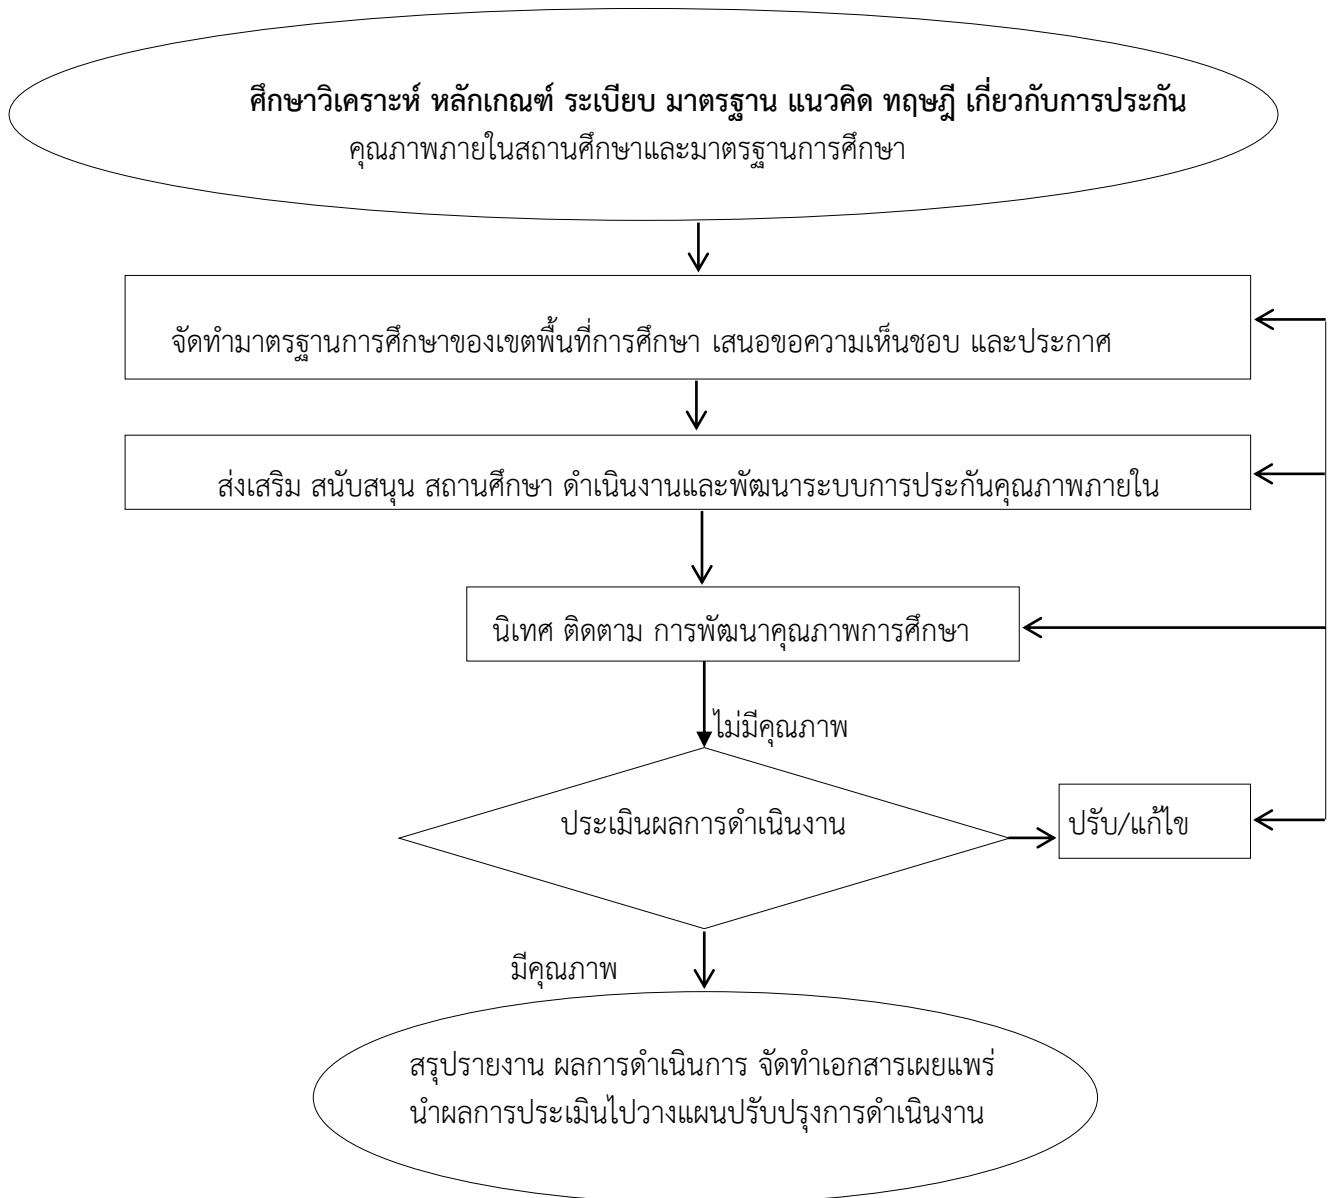 ศึกษาวิเคราะห์ หลักเกณฑ์ ระเบียบ มาตรฐาน แนวคิด ทฤษฎี เกี่ยวกับการประกัน
คุณภาพภายในสถานศึกษาและมาตรฐานการศึกษา
จัดทำมาตรฐานการศึกษาของเขตพื้นที่การศึกษา เสนอขอความเห็นชอบ และประกาศ
ส่งเสริม สนับสนุน สถานศึกษา ดำเนินงานและพัฒนาระบบการประกันคุณภาพภายใน
นิเทศ ติดตาม การพัฒนาคุณภาพการศึกษา
ไม่มีคุณภาพ
ประเมินผลการดำเนินงาน
ปรับ/แก้ไข
มีคุณภาพ
สรุปรายงาน ผลการดำเนินการ จัดทำเอกสารเผยแพร่
นำผลการประเมินไปวางแผนปรับปรุงการดำเนินงาน